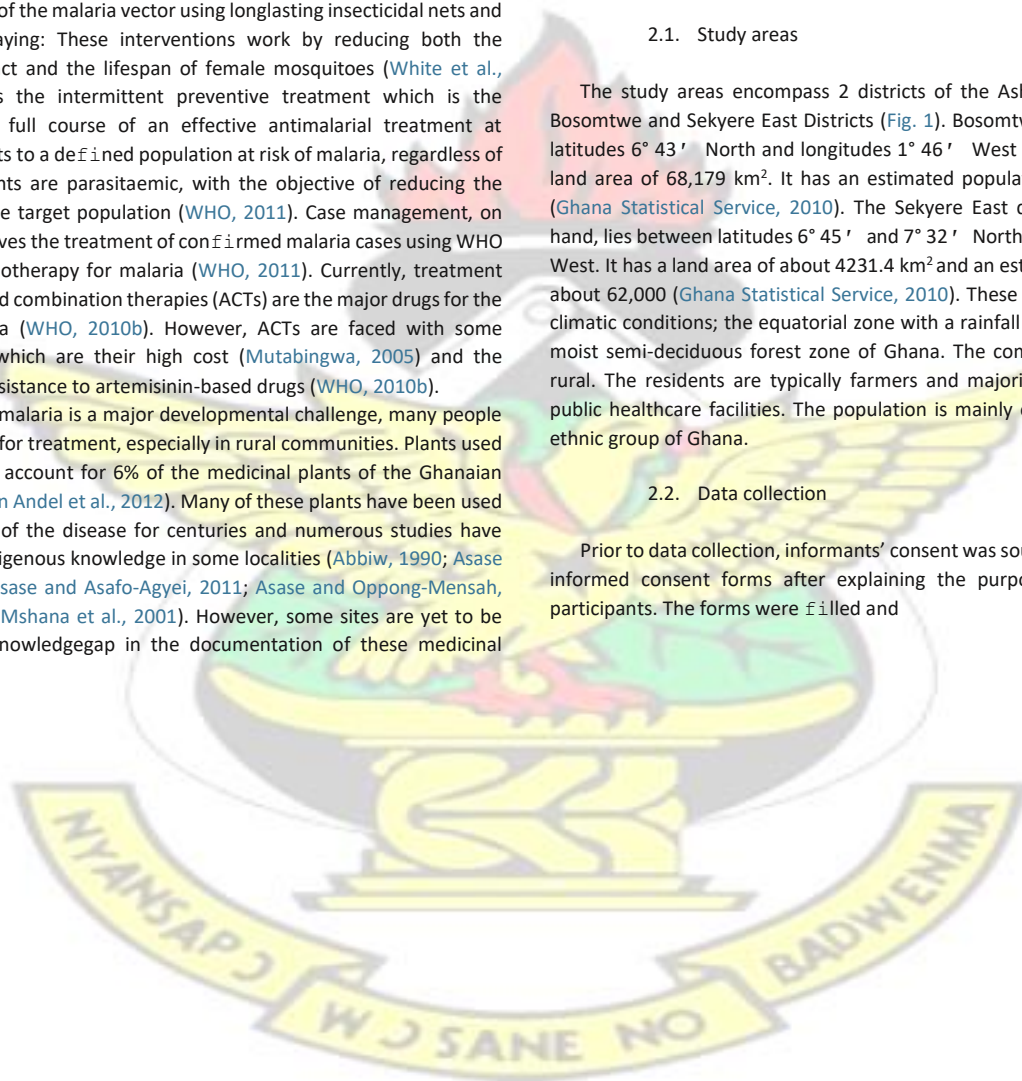 of the malaria vector using longlasting insecticidal nets and
aying: These interventions work by reducing both the
ct and the lifespan of female mosquitoes (White et al.,
s the intermittent preventive treatment which is the
full course of an effective antimalarial treatment at
ts to a defined population at risk of malaria, regardless of
nts are parasitaemic, with the objective of reducing the
e target population (WHO, 2011). Case management, on
ves the treatment of confirmed malaria cases using WHO
otherapy for malaria (WHO, 2011). Currently, treatment
d combination therapies (ACTs) are the major drugs for the
a (WHO, 2010b). However, ACTs are faced with some
which are their high cost (Mutabingwa, 2005) and the
sistance to artemisinin-based drugs (WHO, 2010b).
malaria is a major developmental challenge, many people
for treatment, especially in rural communities. Plants used
account for 6% of the medicinal plants of the Ghanaian
n Andel et al., 2012). Many of these plants have been used
of the disease for centuries and numerous studies have
digenous knowledge in some localities (Abbiw, 1990; Asase
sase and Asafo-Agyei, 2011; Asase and Oppong-Mensah,
Mshana et al., 2001). However, some sites are yet to be
nowledgegap in the documentation of these medicinal
2.1. Study areas
The study areas encompass 2 districts of the Asl
Bosomtwe and Sekyere East Districts (Fig. 1). Bosomtv
latitudes 6° 43 ′ North and longitudes 1° 46 ′ West
land area of 68,179 km². It has an estimated popula
(Ghana Statistical Service, 2010). The Sekyere East c
hand, lies between latitudes 6° 45 ′ and 7° 32 ′ North
West. It has a land area of about 4231.4 km² and an est
about 62,000 (Ghana Statistical Service, 2010). These
climatic conditions; the equatorial zone with a rainfall
moist semi-deciduous forest zone of Ghana. The con
rural. The residents are typically farmers and majori
public healthcare facilities. The population is mainly
ethnic group of Ghana.
2.2. Data collection
Prior to data collection, informants’ consent was sou
informed consent forms after explaining the purpo
participants. The forms were filled and
NYANSAPƆ
WƆSANE NO
BADWENMA